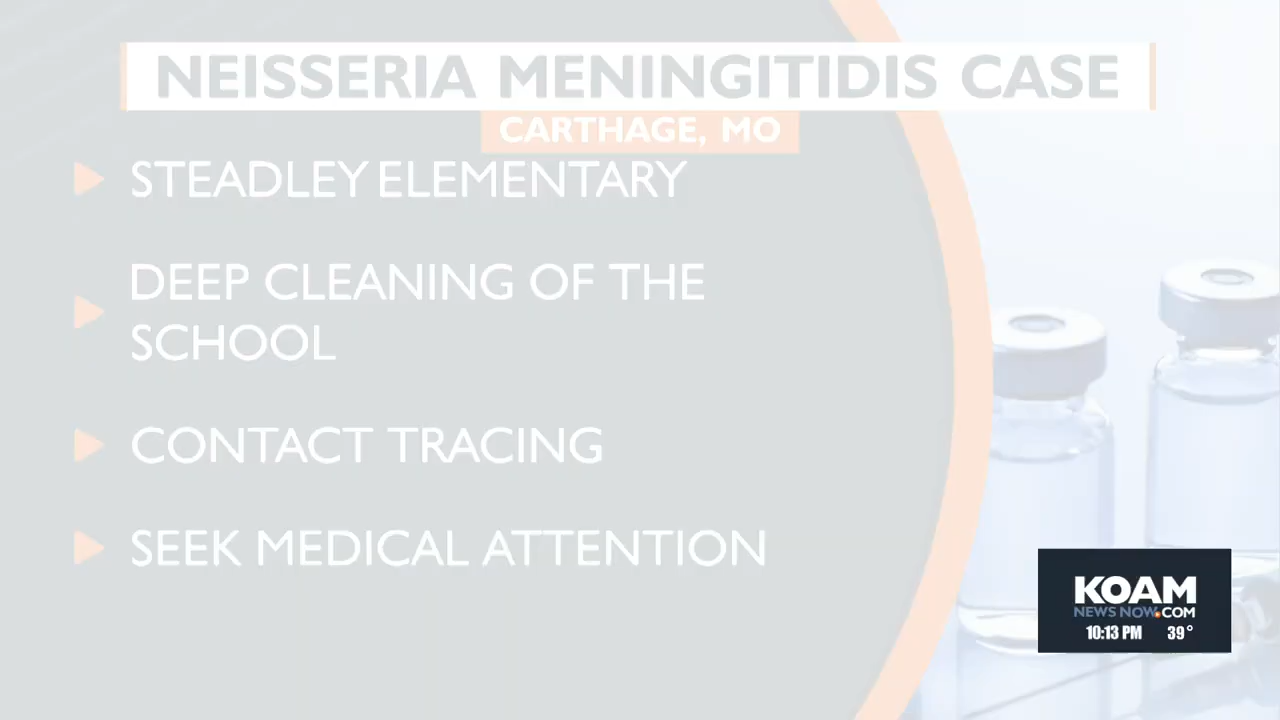 NEISSERIA MENINGITIDIS CASE
CARTHAGE, MO
STEADLEY ELEMENTARY
DEEP CLEANING OF THE
SCHOOL
CONTACT TRACING
SEEK MEDICAL ATTENTION
KOAM
NEWS NOW.COM
10:13 PM 39°